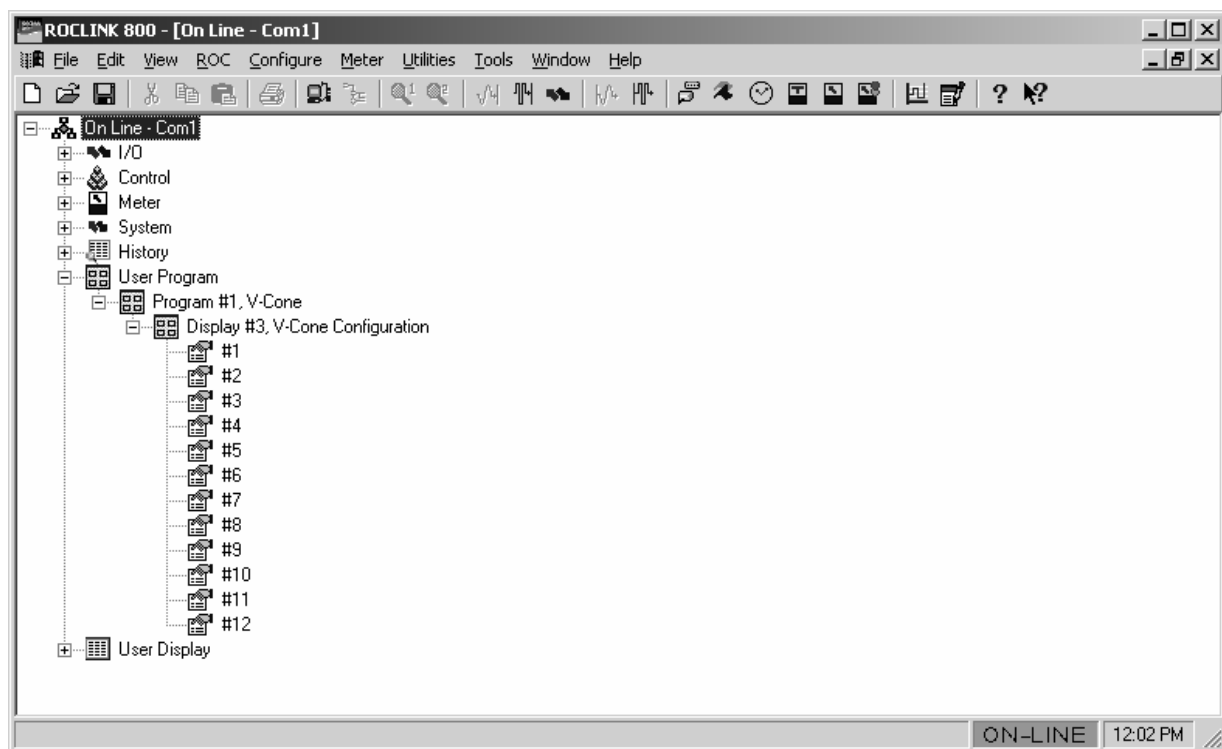 ROCLINK 800 - [On Line - Com1]
File Edit View ROC Configure Meter Utilities Tools Window Help
On Line - Com1
I/O
Control
Meter
System
History
User Program
Program #1, V-Cone
Display #3, V-Cone Configuration
#1
#2
#3
#4
#5
#6
#7
#8
#9
#10
#11
#12
User Display
ON-LINE 12:02 PM